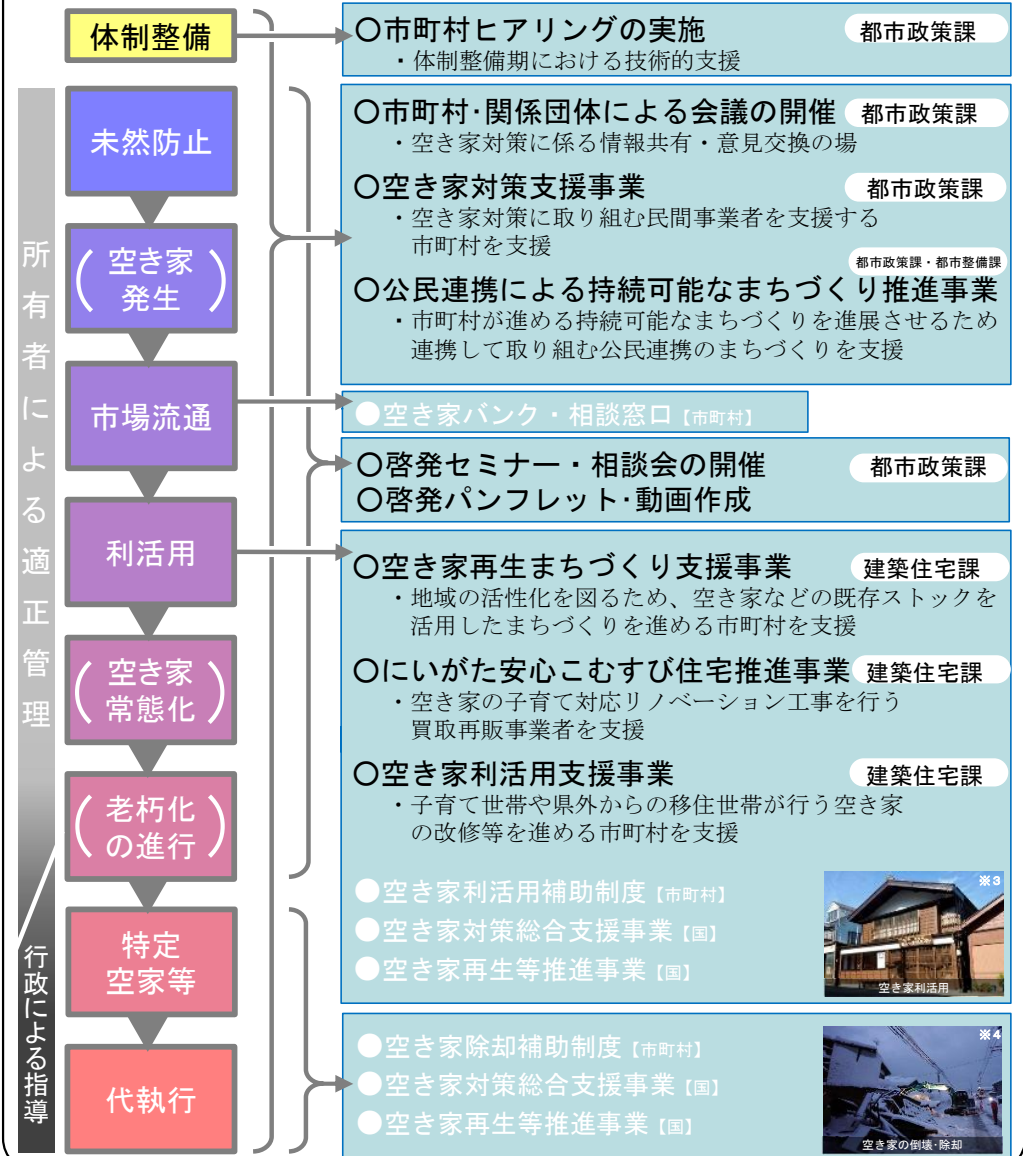 体制整備
未然防止
空き家
発生
市場流通
利活用
空き家
常態化
老朽化
の進行
特定
空家等
代執行
所有者による適正管理
行政による指導
〇市町村ヒアリングの実施 都市政策課
・体制整備期における技術的支援
〇市町村・関係団体による会議の開催 都市政策課
・空き家対策に係る情報共有・意見交換の場
〇空き家対策支援事業 都市政策課
・空き家対策に取り組む民間事業者を支援する
市町村を支援
都市政策課・都市整備課
〇公民連携による持続可能なまちづくり推進事業
・市町村が進める持続可能なまちづくりを進展させるため
連携して取り組む公民連携のまちづくりを支援
●空き家バンク・相談窓口【市町村】
〇啓発セミナー・相談会の開催 都市政策課
〇啓発パンフレット・動画作成
〇空き家再生まちづくり支援事業 建築住宅課
・地域の活性化を図るため、空き家などの既存ストックを
活用したまちづくりを進める市町村を支援
〇にいがた安心こむすび住宅推進事業 建築住宅課
・空き家の子育て対応リノベーション工事を行う
買取再販事業者を支援
〇空き家利活用支援事業 建築住宅課
・子育て世帯や県外からの移住世帯が行う空き家
の改修等を進める市町村を支援
●空き家利活用補助制度【市町村】
●空き家対策総合支援事業【国】
●空き家再生等推進事業【国】
※3
空き家利活用
●空き家除却補助制度【市町村】
●空き家対策総合支援事業【国】
●空き家再生等推進事業【国】
※4
空き家の倒壊・除却